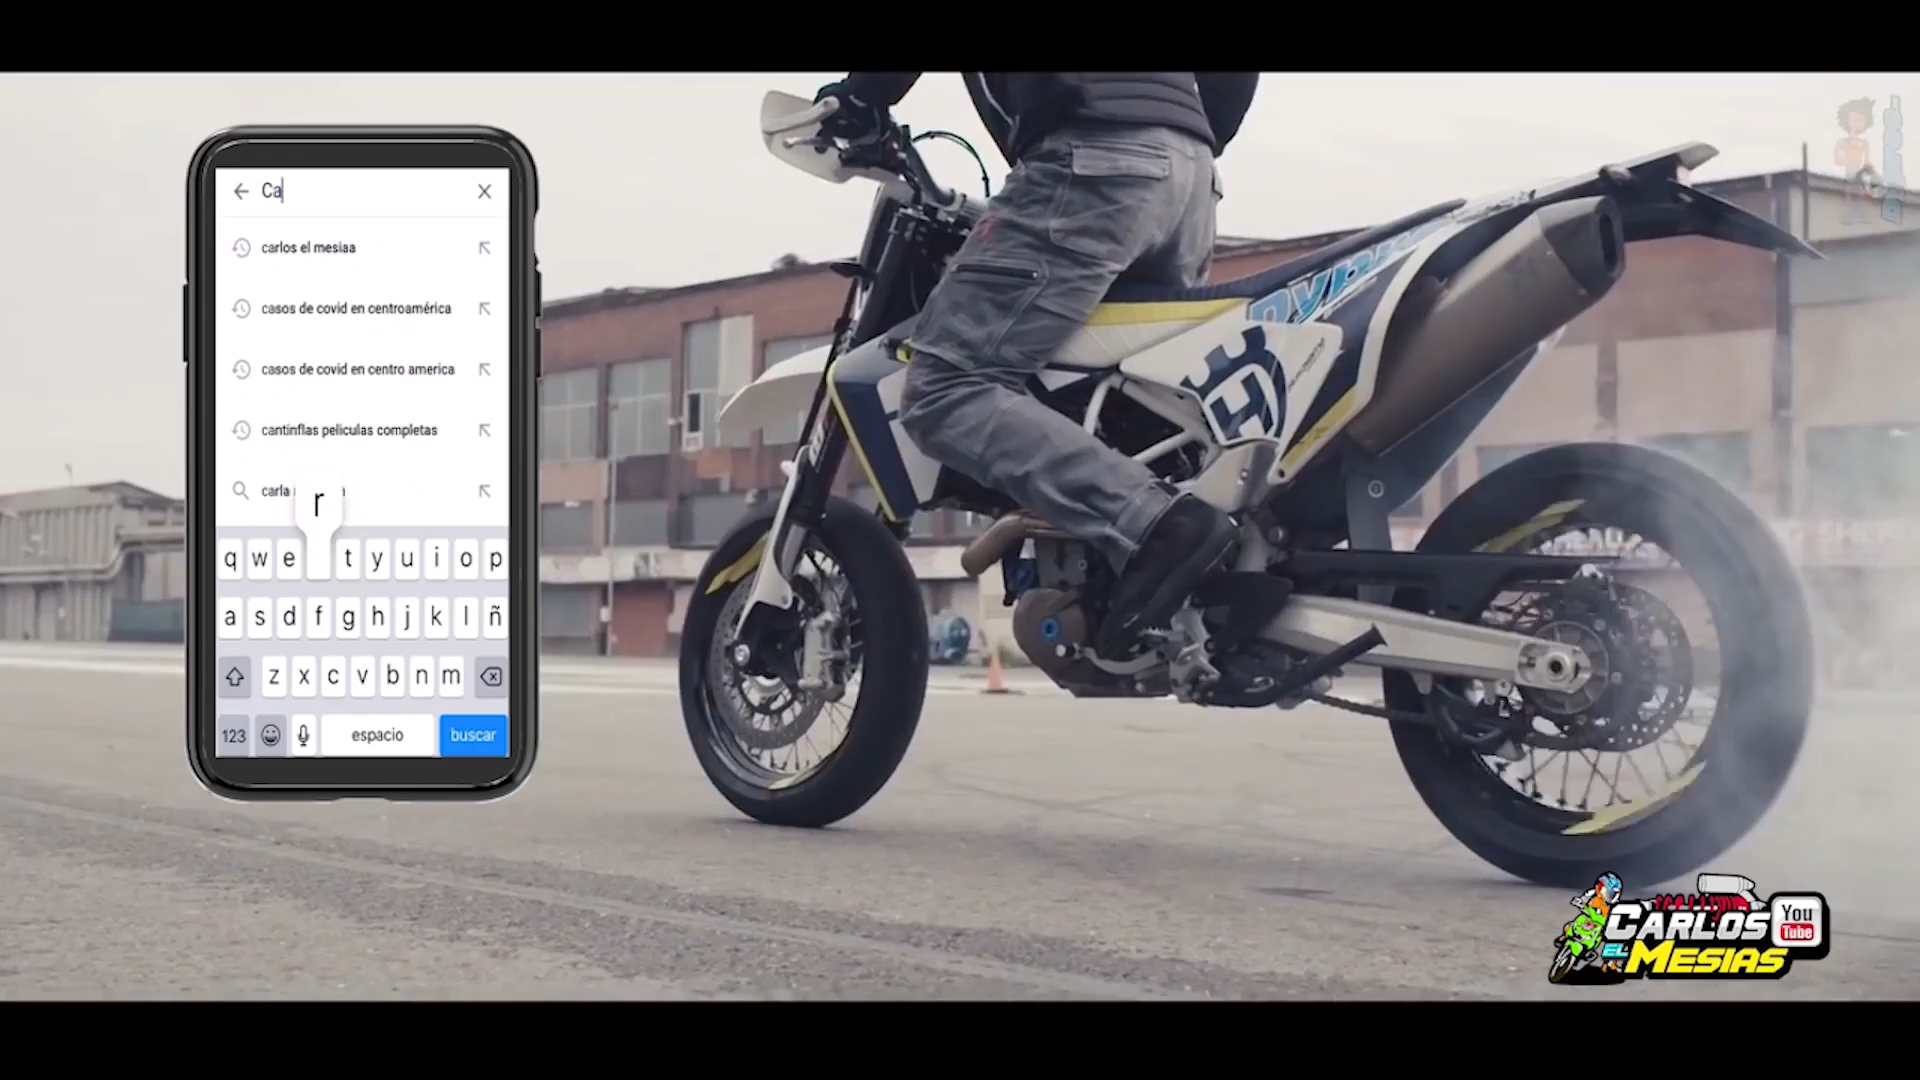 Ca
carlos el mesiaa
casos de covid en centroamérica
casos de covid en centro america
cantinflas peliculas completas
carla
r
q w e t y u i o p
a s d f g h j k l ñ
z x c v b n m
123 espacio buscar
H
CARLOS
EL MESIAS
You
Tube